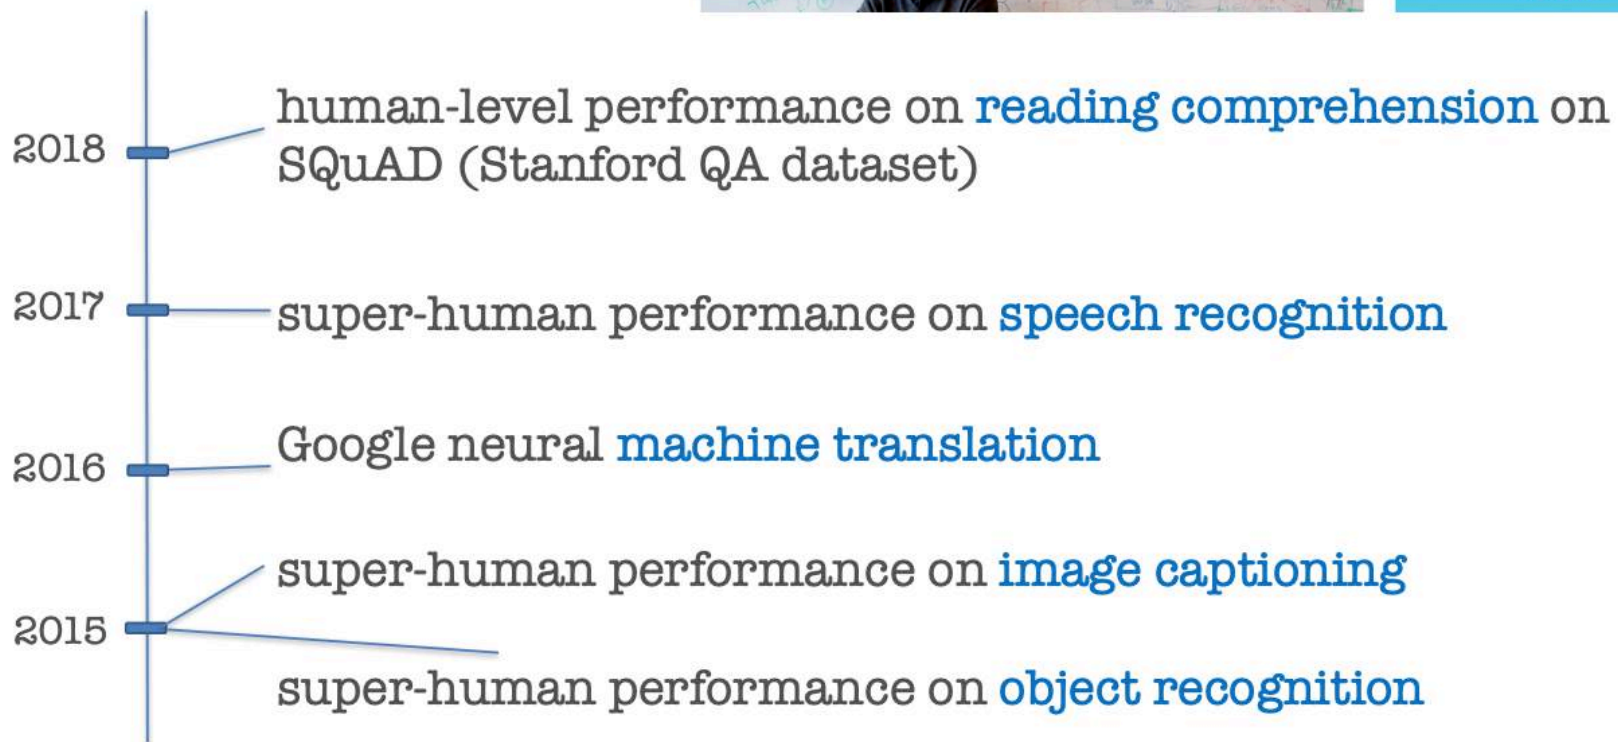 2018
human-level performance on reading comprehension on
SQuAD (Stanford QA dataset)
2017
super-human performance on speech recognition
2016
Google neural machine translation
2015
super-human performance on image captioning
super-human performance on object recognition